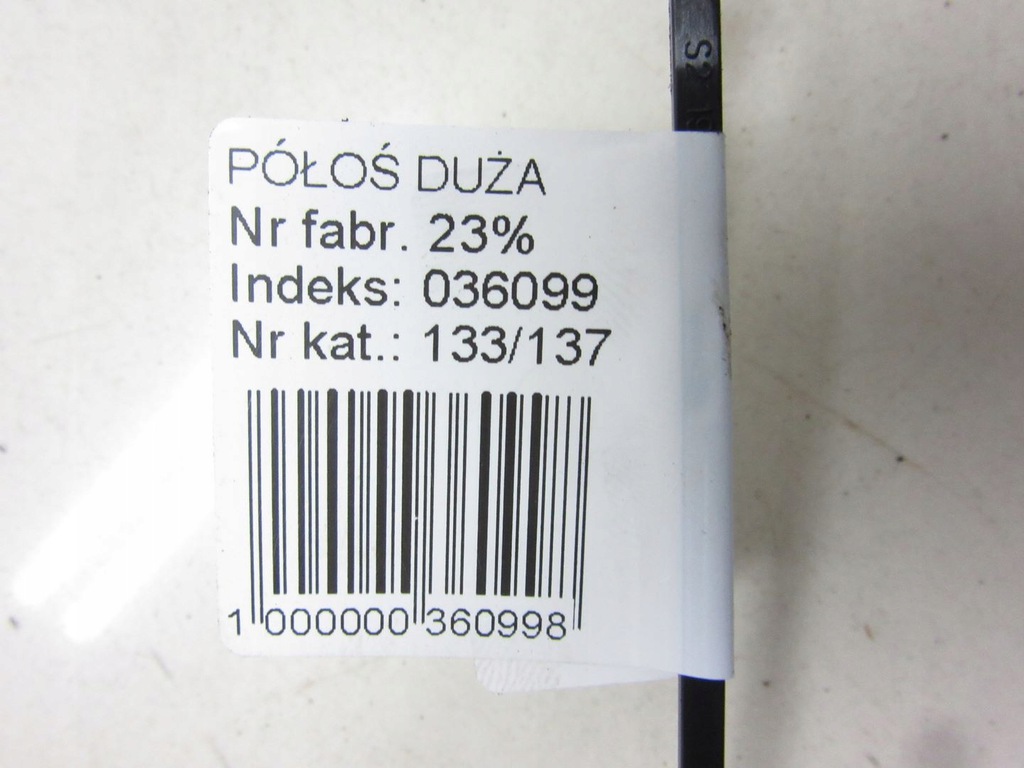 PÓŁOŚ DUŻA
Nr fabr. 23%
Indeks: 036099
Nr kat.: 133/137
1 000000 360998